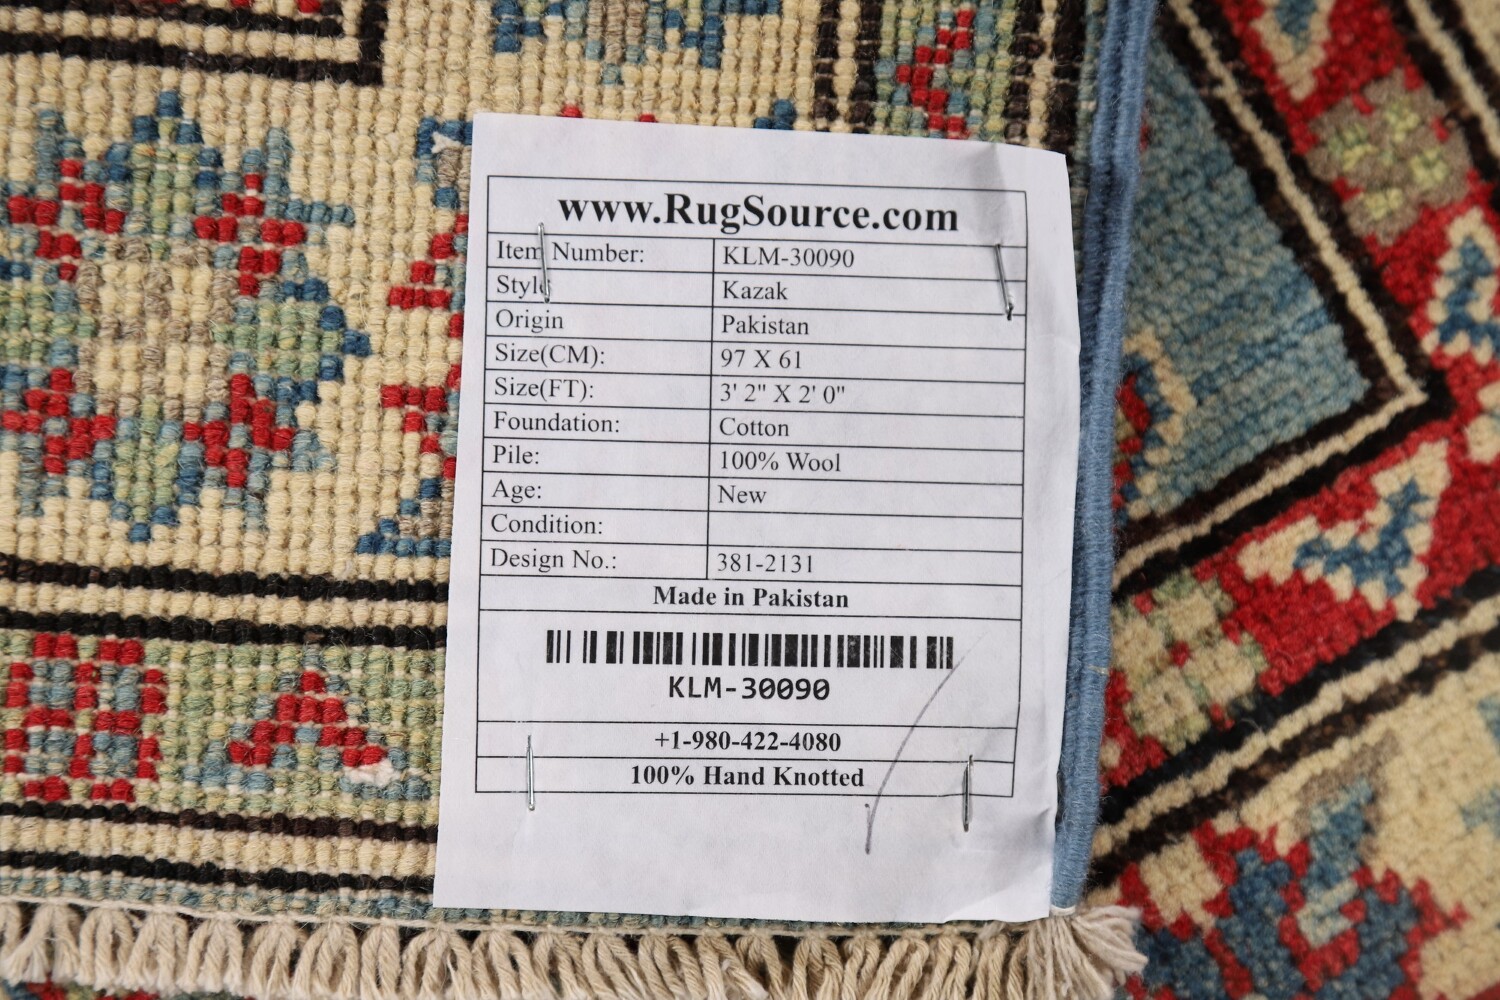 www.RugSource.com
Item Number: KLM-30090
Style Kazak
Origin Pakistan
Size(CM): 97 X 61
Size(FT): 3' 2" X 2' 0"
Foundation: Cotton
Pile: 100% Wool
Age: New
Condition:
Design No.: 381-2131
Made in Pakistan
KLM-30090
+1-980-422-4080
100% Hand Knotted